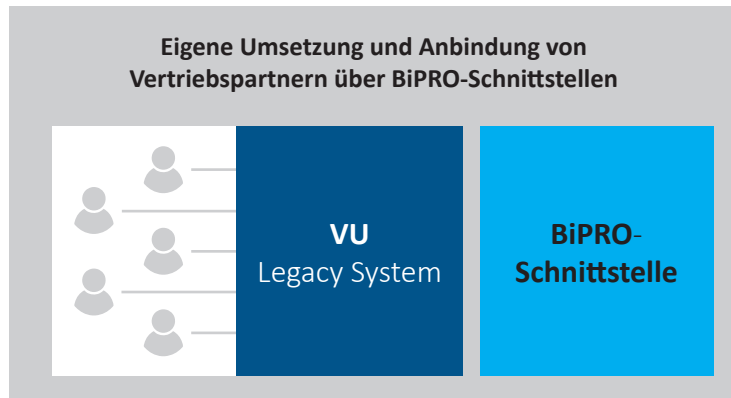 Eigene Umsetzung und Anbindung von
Vertriebspartnern über BiPRO-Schnittstellen
VU
Legacy System
BiPRO-
Schnittstelle